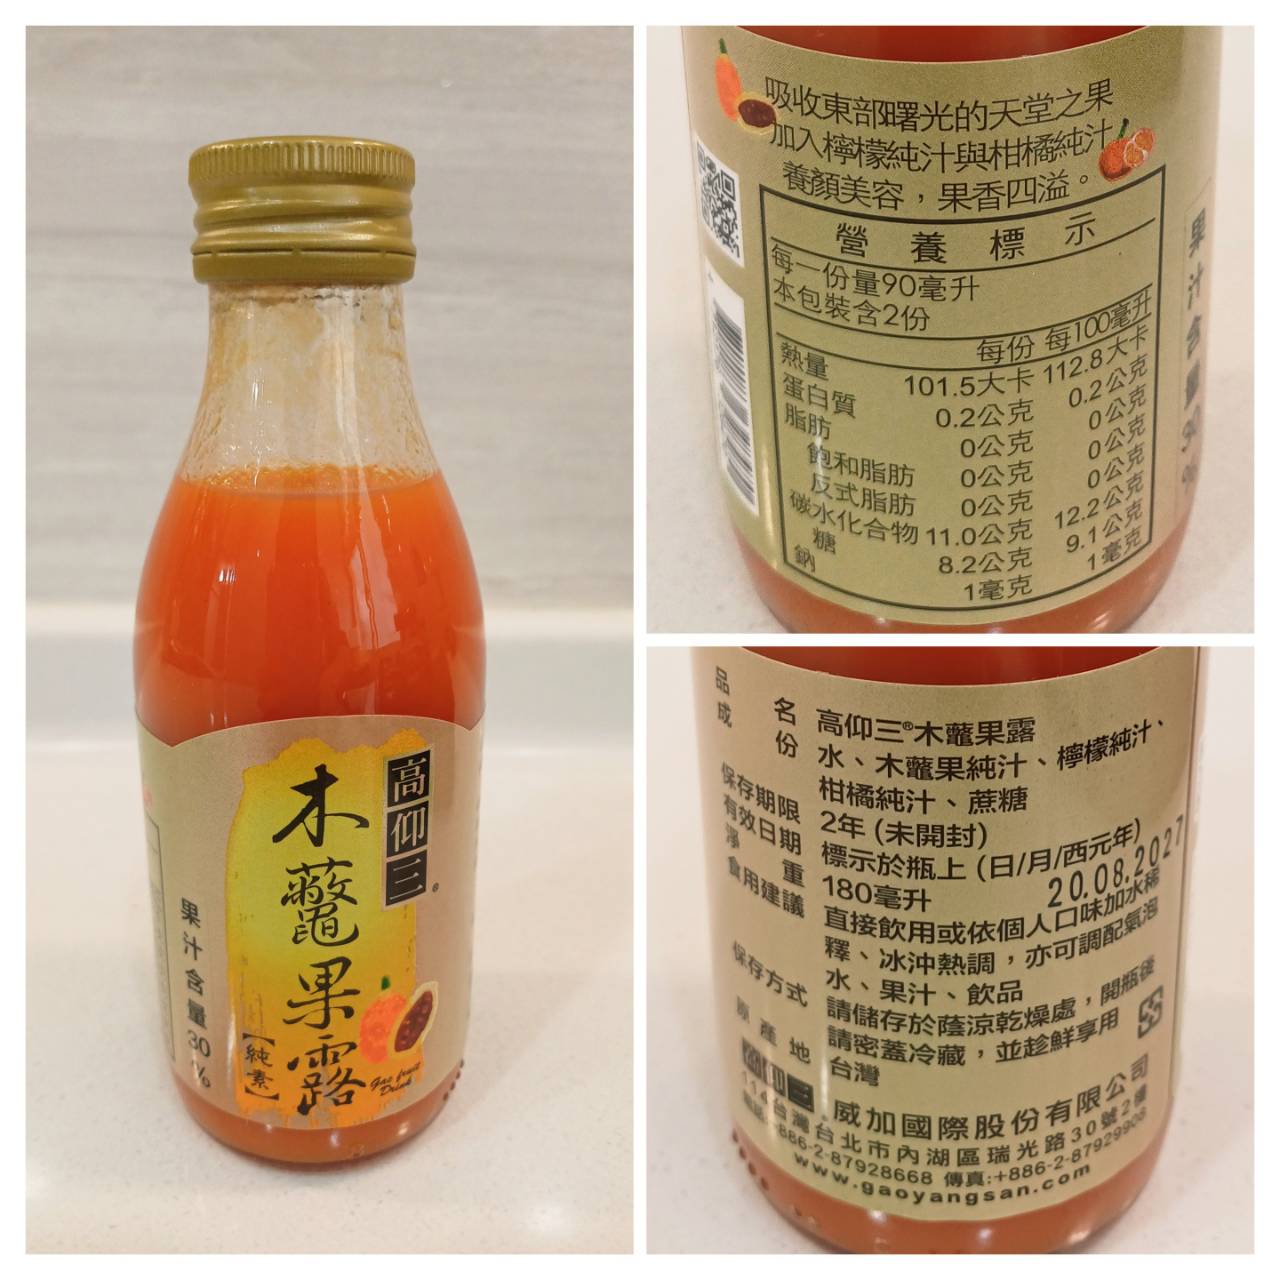 高仰三®
木虌果露
【純素】
Gac fruit
Drink
果汁含量30%
吸收東部曙光的天堂之果
加入檸檬純汁與柑橘純汁
養顏美容，果香四溢。
營養標示
每一份量90毫升
本包裝含2份
每份 每100毫升
熱量 101.5大卡 112.8大卡
蛋白質 0.2公克 0.2公克
脂肪 0公克 0公克
飽和脂肪 0公克 0公克
反式脂肪 0公克 0公克
碳水化合物 11.0公克 12.2公克
糖 8.2公克 9.1公克
鈉 1毫克 1毫克
果汁含量30%
品名 高仰三®木虌果露
成份 水、木虌果純汁、檸檬純汁、
柑橘純汁、蔗糖
保存期限 2年(未開封)
有效日期 標示於瓶上(日/月/西元年)
20.08.2027
淨重 180毫升
食用建議 直接飲用或依個人口味加水稀
釋、冰沖熱調，亦可調配氣泡
水、果汁、飲品
保存方式 請儲存於蔭涼乾燥處，開瓶後
請密蓋冷藏，並趁鮮享用
原產地 台灣
高仰三®威加國際股份有限公司
114台灣台北市內湖區瑞光路30號2樓
電話:+886-2-87928668 傳真:+886-2-87929908
www.gaoyangsan.com